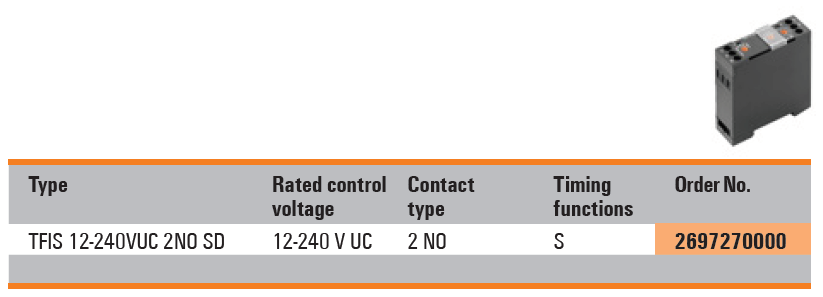 Type Rated control voltage Contact type Timing functions Order No.
TFIS 12-240VUC 2NO SD 12-240 V UC 2 NO S 2697270000